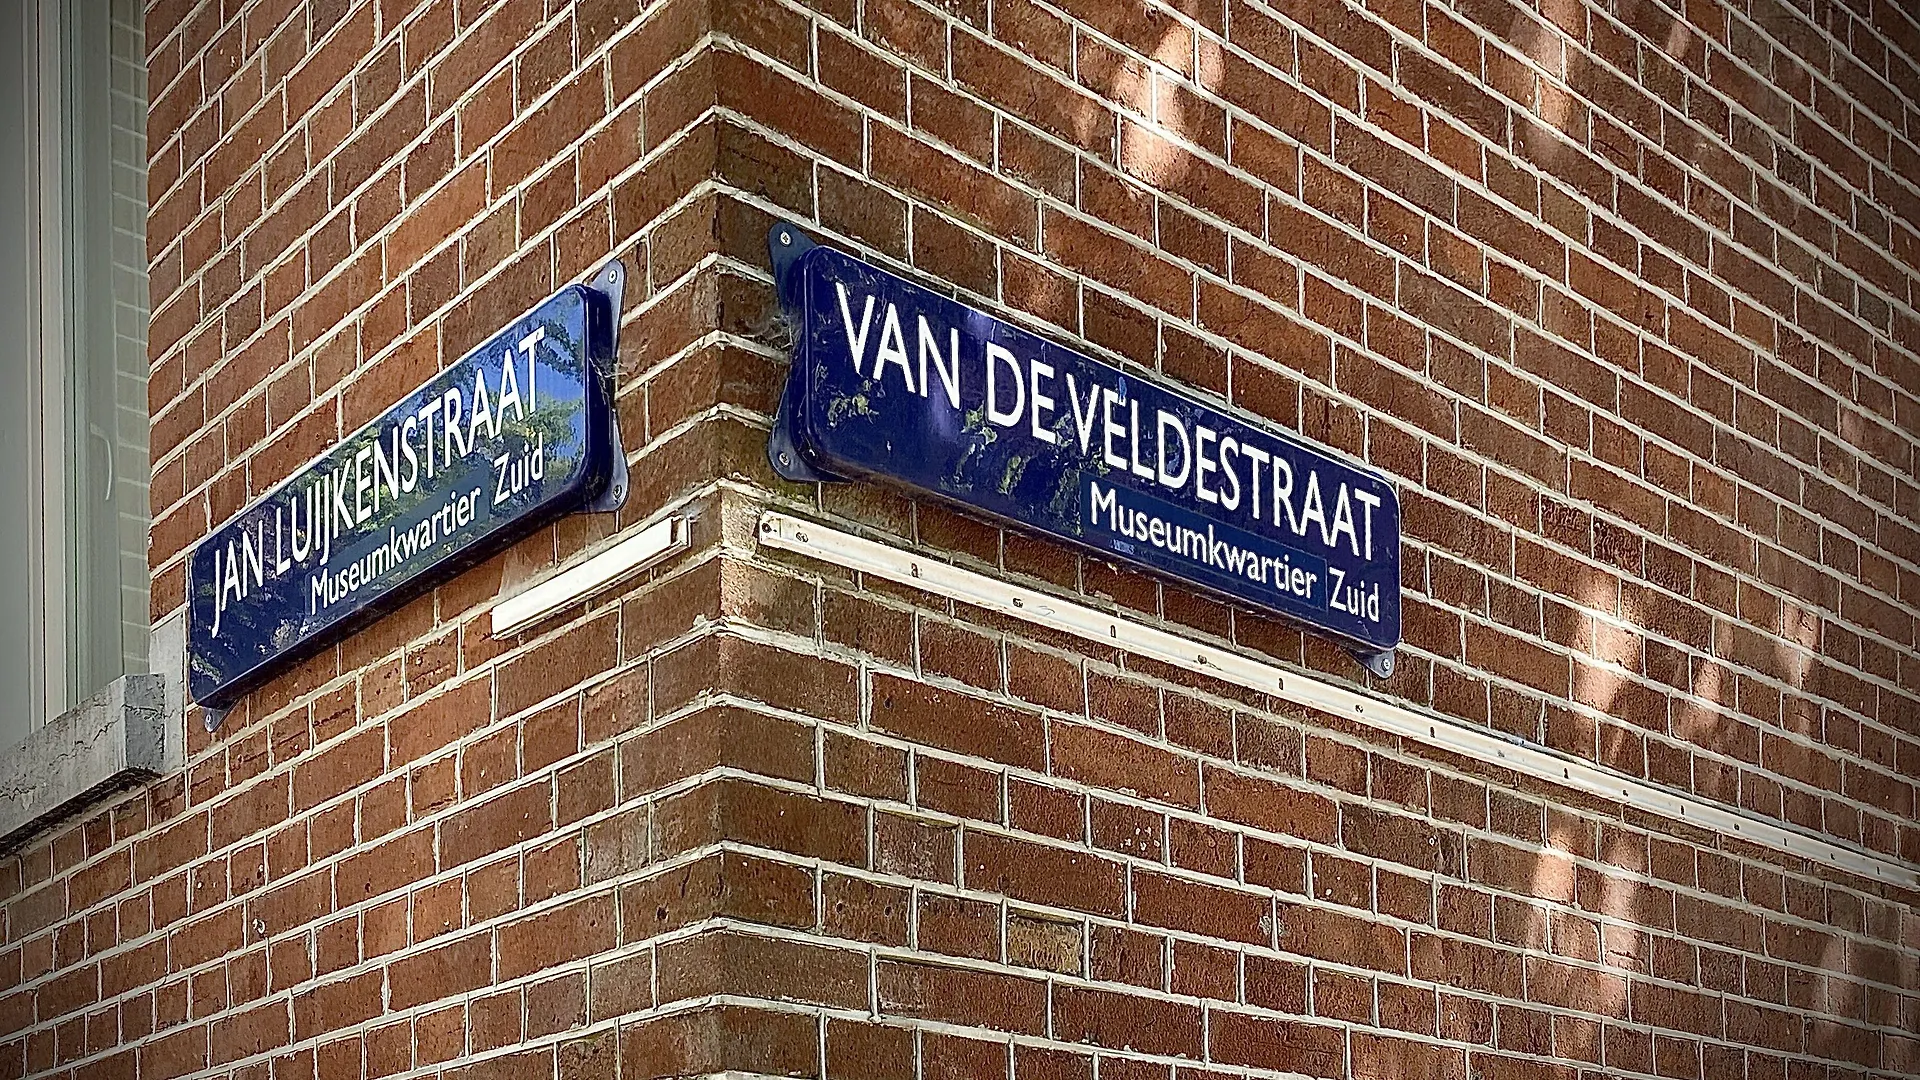 JAN LUIJKENSTRAAT
Museumkwartier Zuid
VAN DE VELDESTRAAT
Museumkwartier Zuid